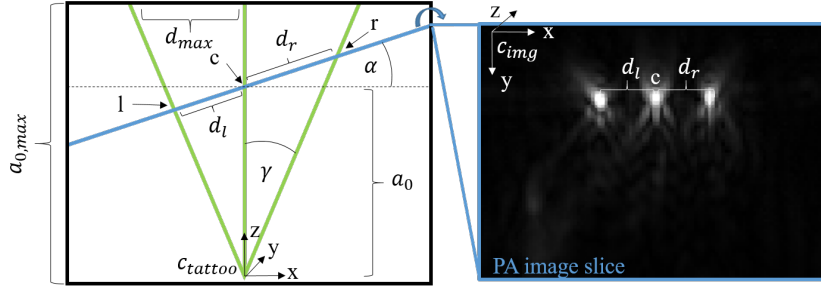 d_max
d_r
r
c
α
l
d_l
a_0,max
γ
a_0
z
y
c_tattoo
x
z
x
c_img
y
d_l
c
d_r
PA image slice